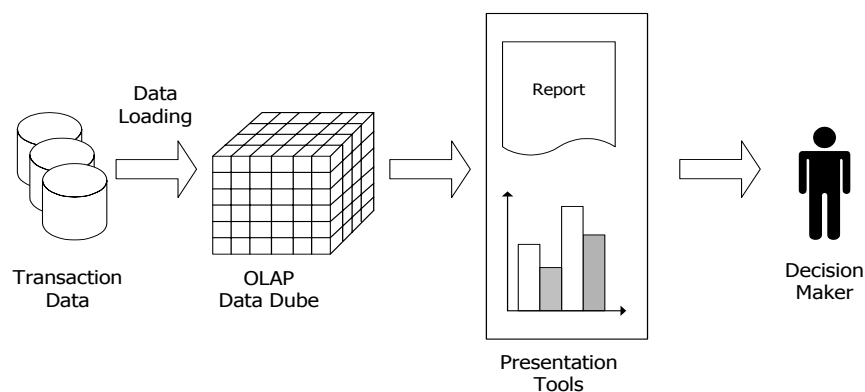 Data
Loading
Report
Transaction
Data
OLAP
Data Dube
Presentation
Tools
Decision
Maker